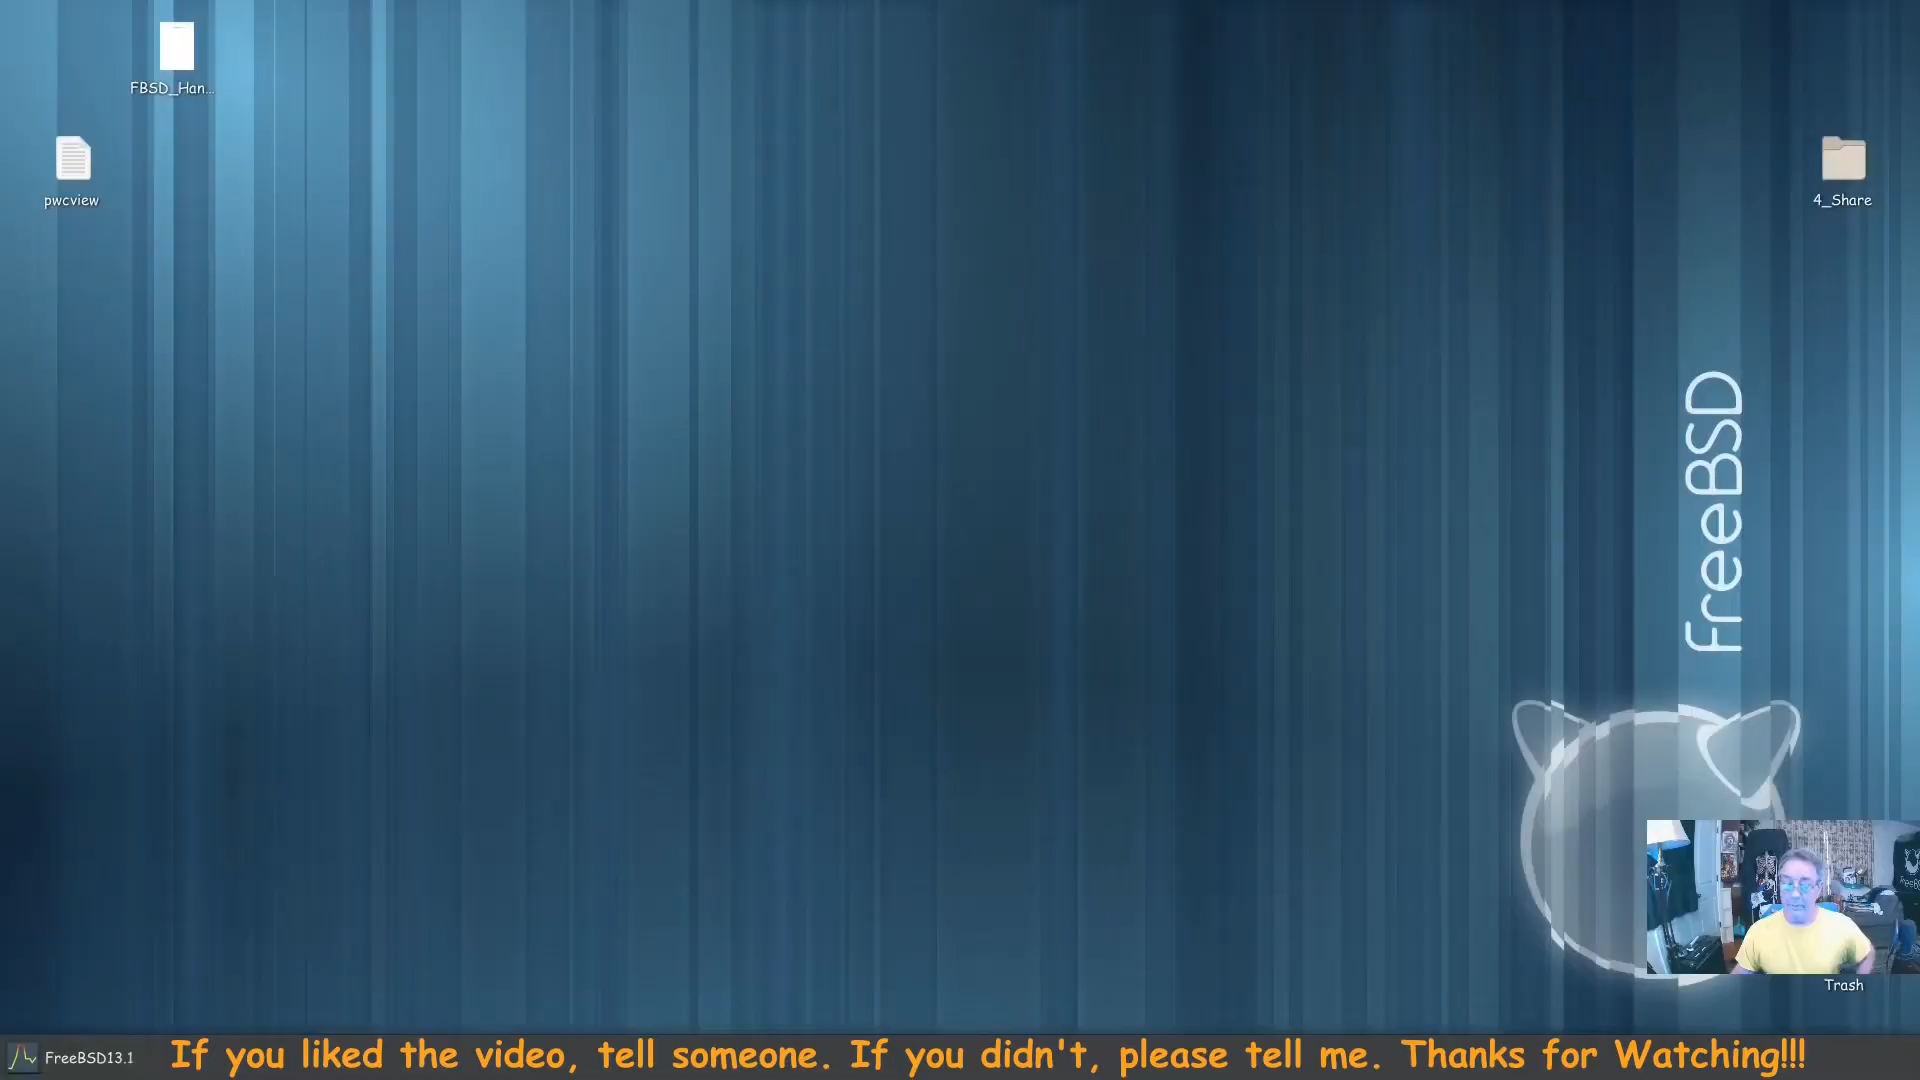 FBSD_Han...
pwcview
4_Share
FreeBSD
Trash
FreeBSD13.1
If you liked the video, tell someone. If you didn't, please tell me. Thanks for Watching!!!